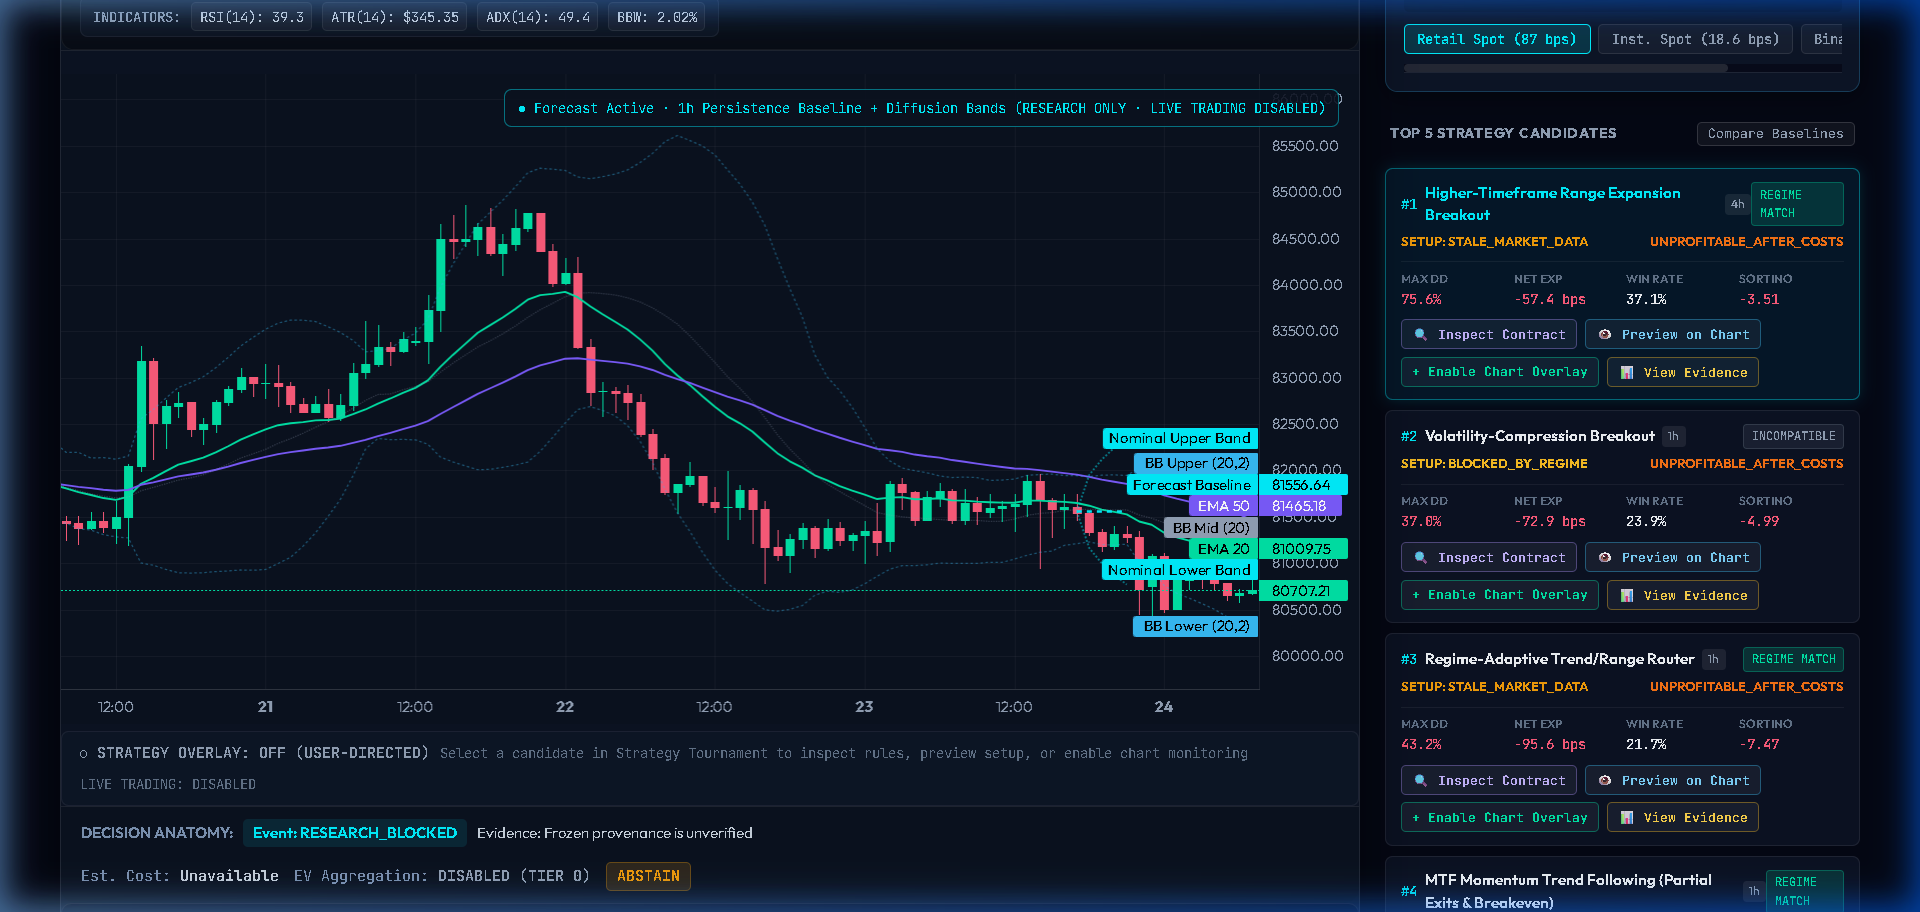 INDICATORS: RSI(14): 39.3 ATR(14): $345.35 ADX(14): 49.4 BBW: 2.02%
● Forecast Active · 1h Persistence Baseline + Diffusion Bands (RESEARCH ONLY · LIVE TRADING DISABLED)
85500.00
85000.00
84500.00
84000.00
83500.00
83000.00
82500.00
Nominal Upper Band
BB Upper (20,2)
82000.00
Forecast Baseline 81556.64
EMA 50 81465.18
81500.00
BB Mid (20)
EMA 20 81009.75
81000.00
Nominal Lower Band
80707.21
80500.00
BB Lower (20,2)
80000.00
12:00 21 12:00 22 12:00 23 12:00 24
○ STRATEGY OVERLAY: OFF (USER-DIRECTED) Select a candidate in Strategy Tournament to inspect rules, preview setup, or enable chart monitoring
LIVE TRADING: DISABLED
DECISION ANATOMY: Event: RESEARCH_BLOCKED Evidence: Frozen provenance is unverified
Est. Cost: Unavailable EV Aggregation: DISABLED (TIER 0) ABSTAIN
Retail Spot (87 bps) Inst. Spot (18.6 bps)
TOP 5 STRATEGY CANDIDATES Compare Baselines
#1 Higher-Timeframe Range Expansion Breakout 4h REGIME MATCH
SETUP: STALE_MARKET_DATA UNPROFITABLE_AFTER_COSTS
MAX DD NET EXP WIN RATE SORTINO
75.6% -57.4 bps 37.1% -3.51
Inspect Contract Preview on Chart
+ Enable Chart Overlay View Evidence
#2 Volatility-Compression Breakout 1h INCOMPATIBLE
SETUP: BLOCKED_BY_REGIME UNPROFITABLE_AFTER_COSTS
MAX DD NET EXP WIN RATE SORTINO
37.0% -72.9 bps 23.9% -4.99
Inspect Contract Preview on Chart
+ Enable Chart Overlay View Evidence
#3 Regime-Adaptive Trend/Range Router 1h REGIME MATCH
SETUP: STALE_MARKET_DATA UNPROFITABLE_AFTER_COSTS
MAX DD NET EXP WIN RATE SORTINO
43.2% -95.6 bps 21.7% -7.47
Inspect Contract Preview on Chart
+ Enable Chart Overlay View Evidence
#4 MTF Momentum Trend Following (Partial Exits & Breakeven) 1h REGIME MATCH